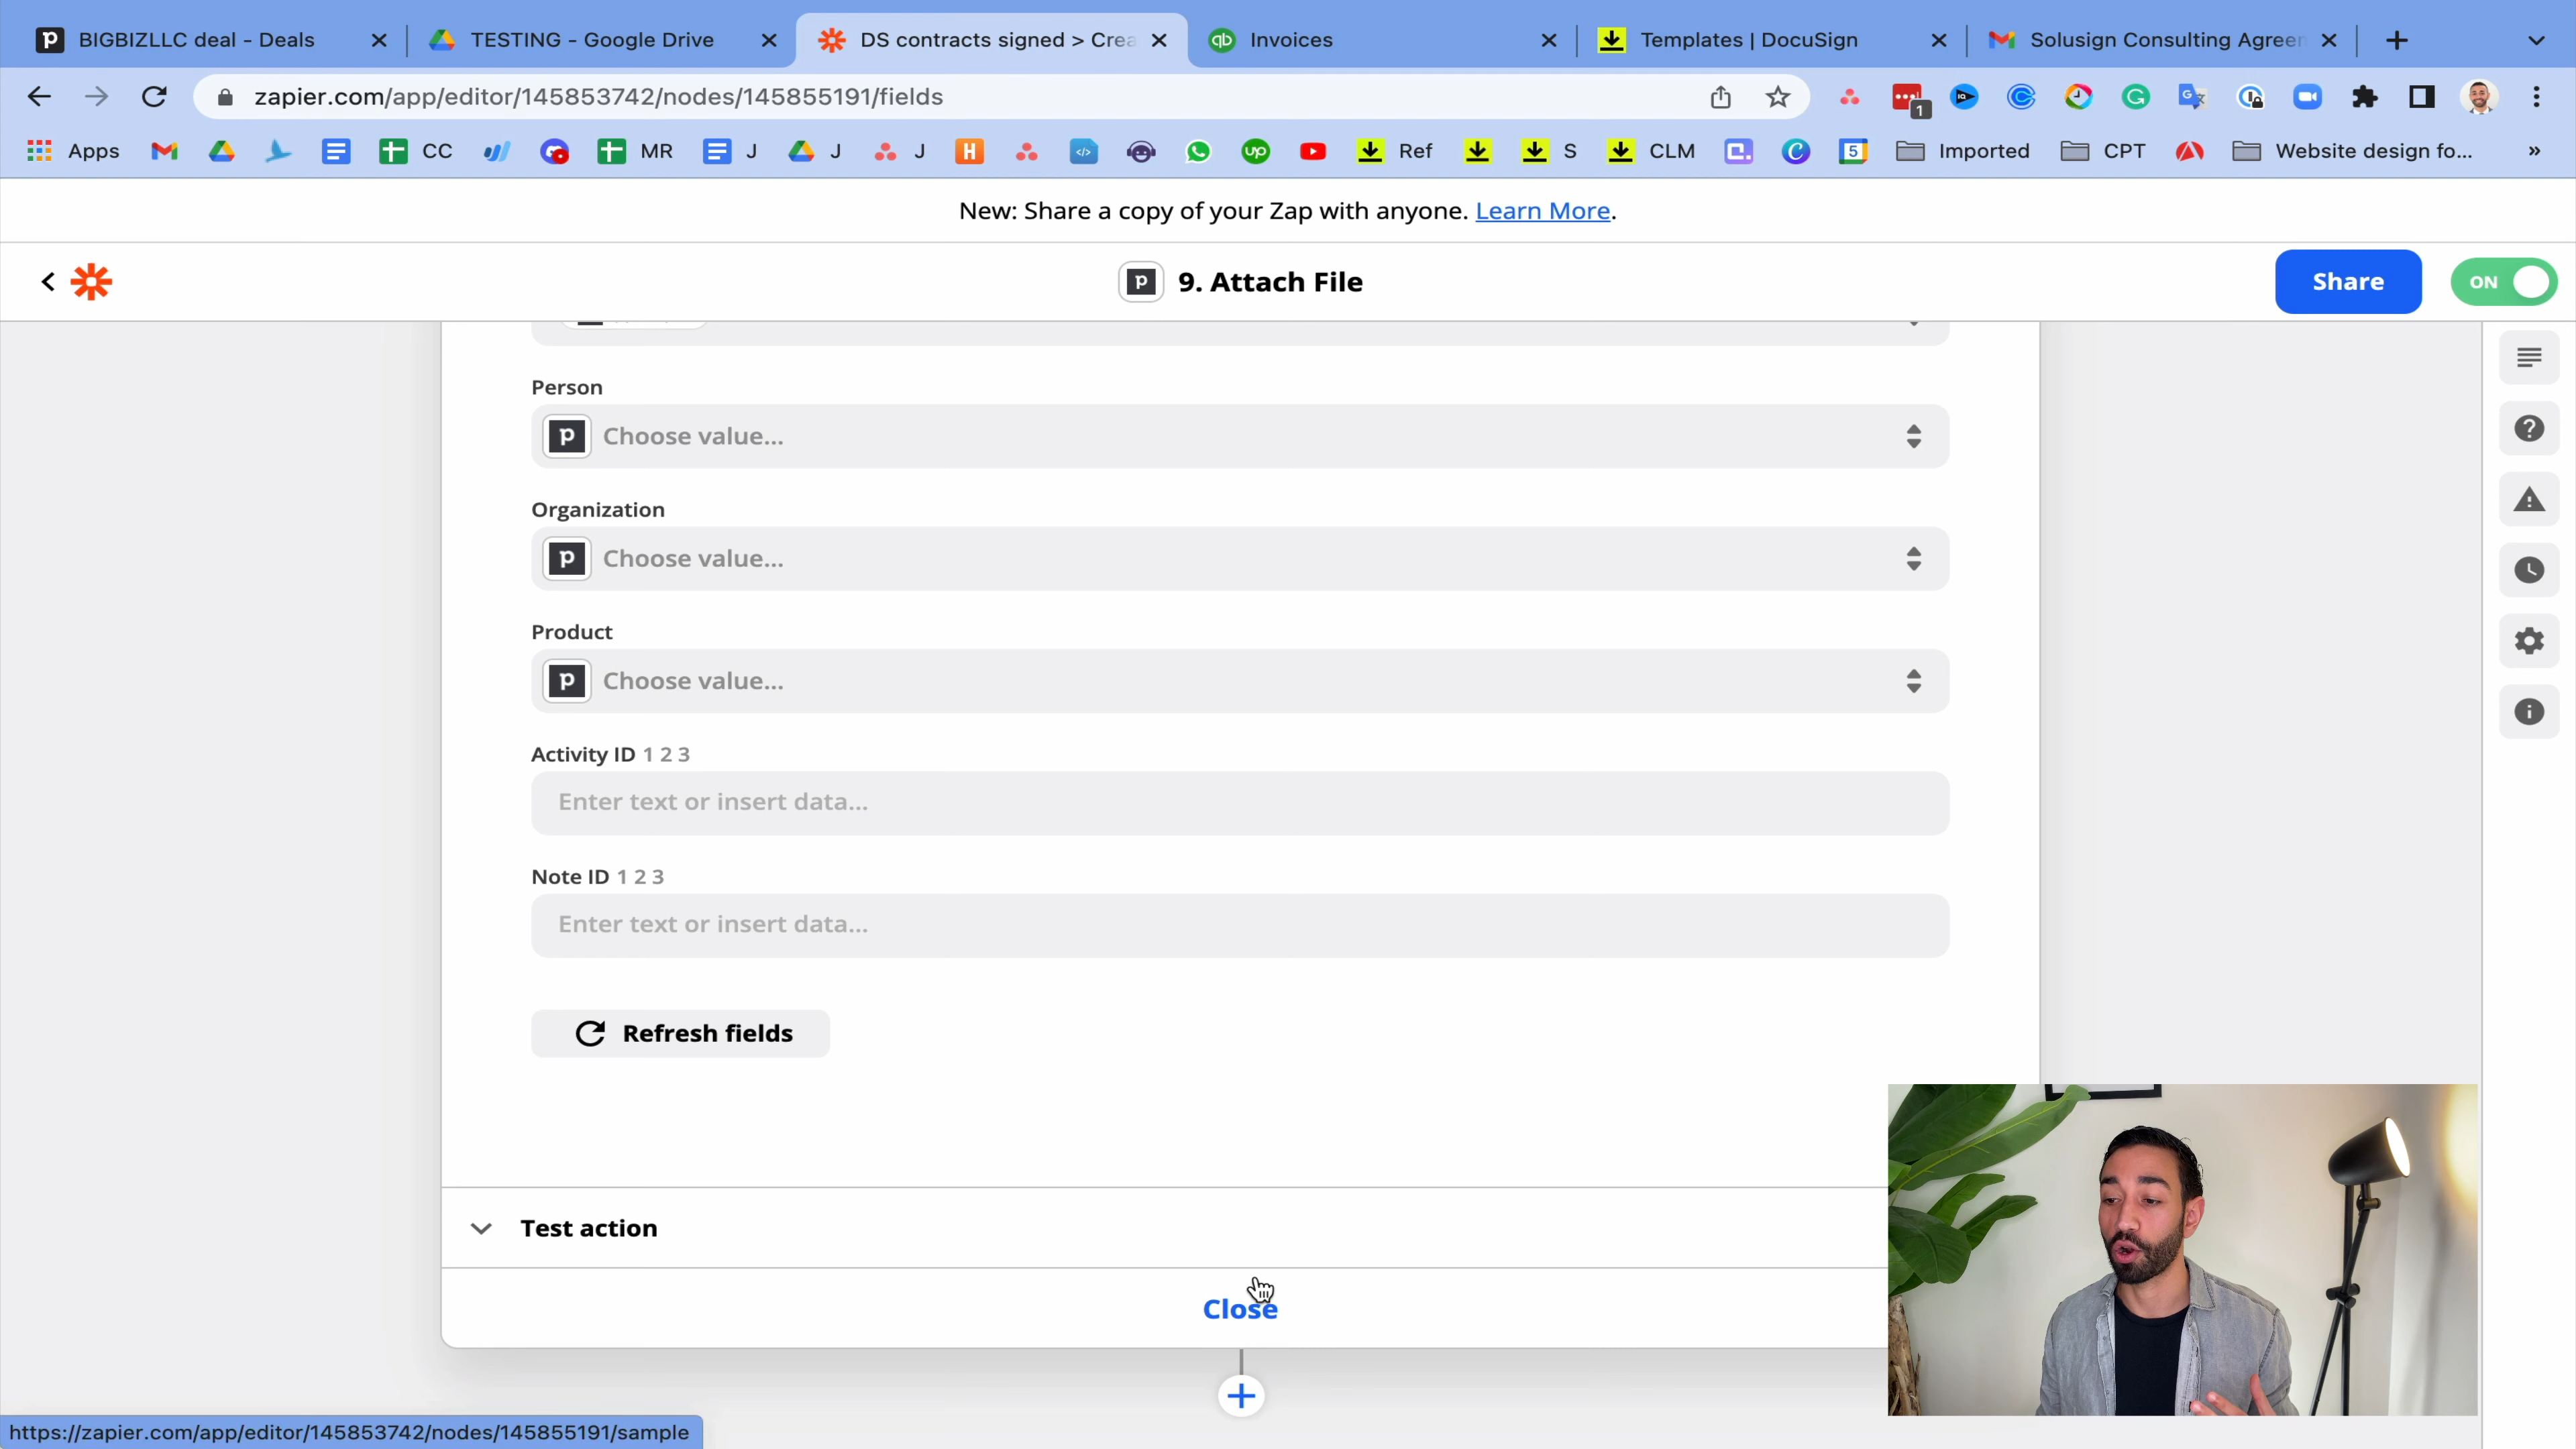 BIGBIZLLC deal - Deals
TESTING - Google Drive
DS contracts signed > Crea
Invoices
Templates | DocuSign
Solusign Consulting Agreer
zapier.com/app/editor/145853742/nodes/145855191/fields
1
Apps
CC
MR
J
J
J
H
up
Ref
S
CLM
5
Imported
CPT
Website design fo...
»
New: Share a copy of your Zap with anyone. Learn More.
9. Attach File
Share
ON
Person
Choose value...
Organization
Choose value...
Product
Choose value...
Activity ID 1 2 3
Enter text or insert data...
Note ID 1 2 3
Enter text or insert data...
Refresh fields
Test action
Close
https://zapier.com/app/editor/145853742/nodes/145855191/sample